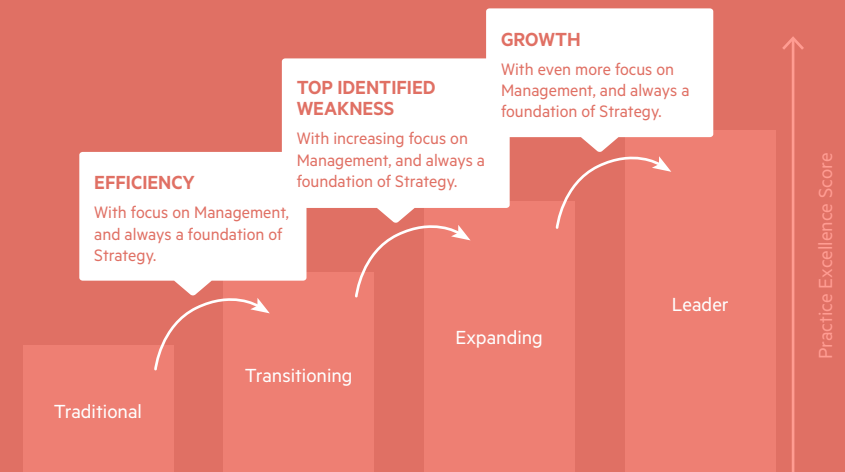 GROWTH
With even more focus on
Management, and always a
foundation of Strategy.
TOP IDENTIFIED
WEAKNESS
With increasing focus on
Management, and always a
foundation of Strategy.
EFFICIENCY
With focus on Management,
and always a foundation of
Strategy.
Traditional
Transitioning
Expanding
Leader
Practice Excellence Score